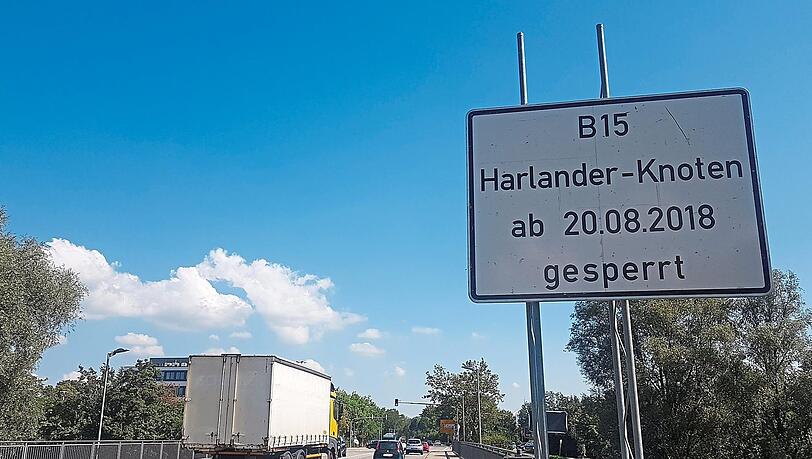 B15
Harlander-Knoten
ab 20.08.2018
gesperrt